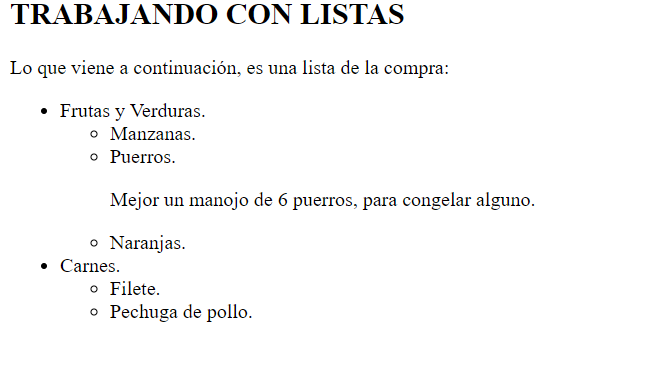 TRABAJANDO CON LISTAS
Lo que viene a continuación, es una lista de la compra:
Frutas y Verduras.
Manzanas.
Puerros.
Mejor un manojo de 6 puerros, para congelar alguno.
Naranjas.
Carnes.
Filete.
Pechuga de pollo.